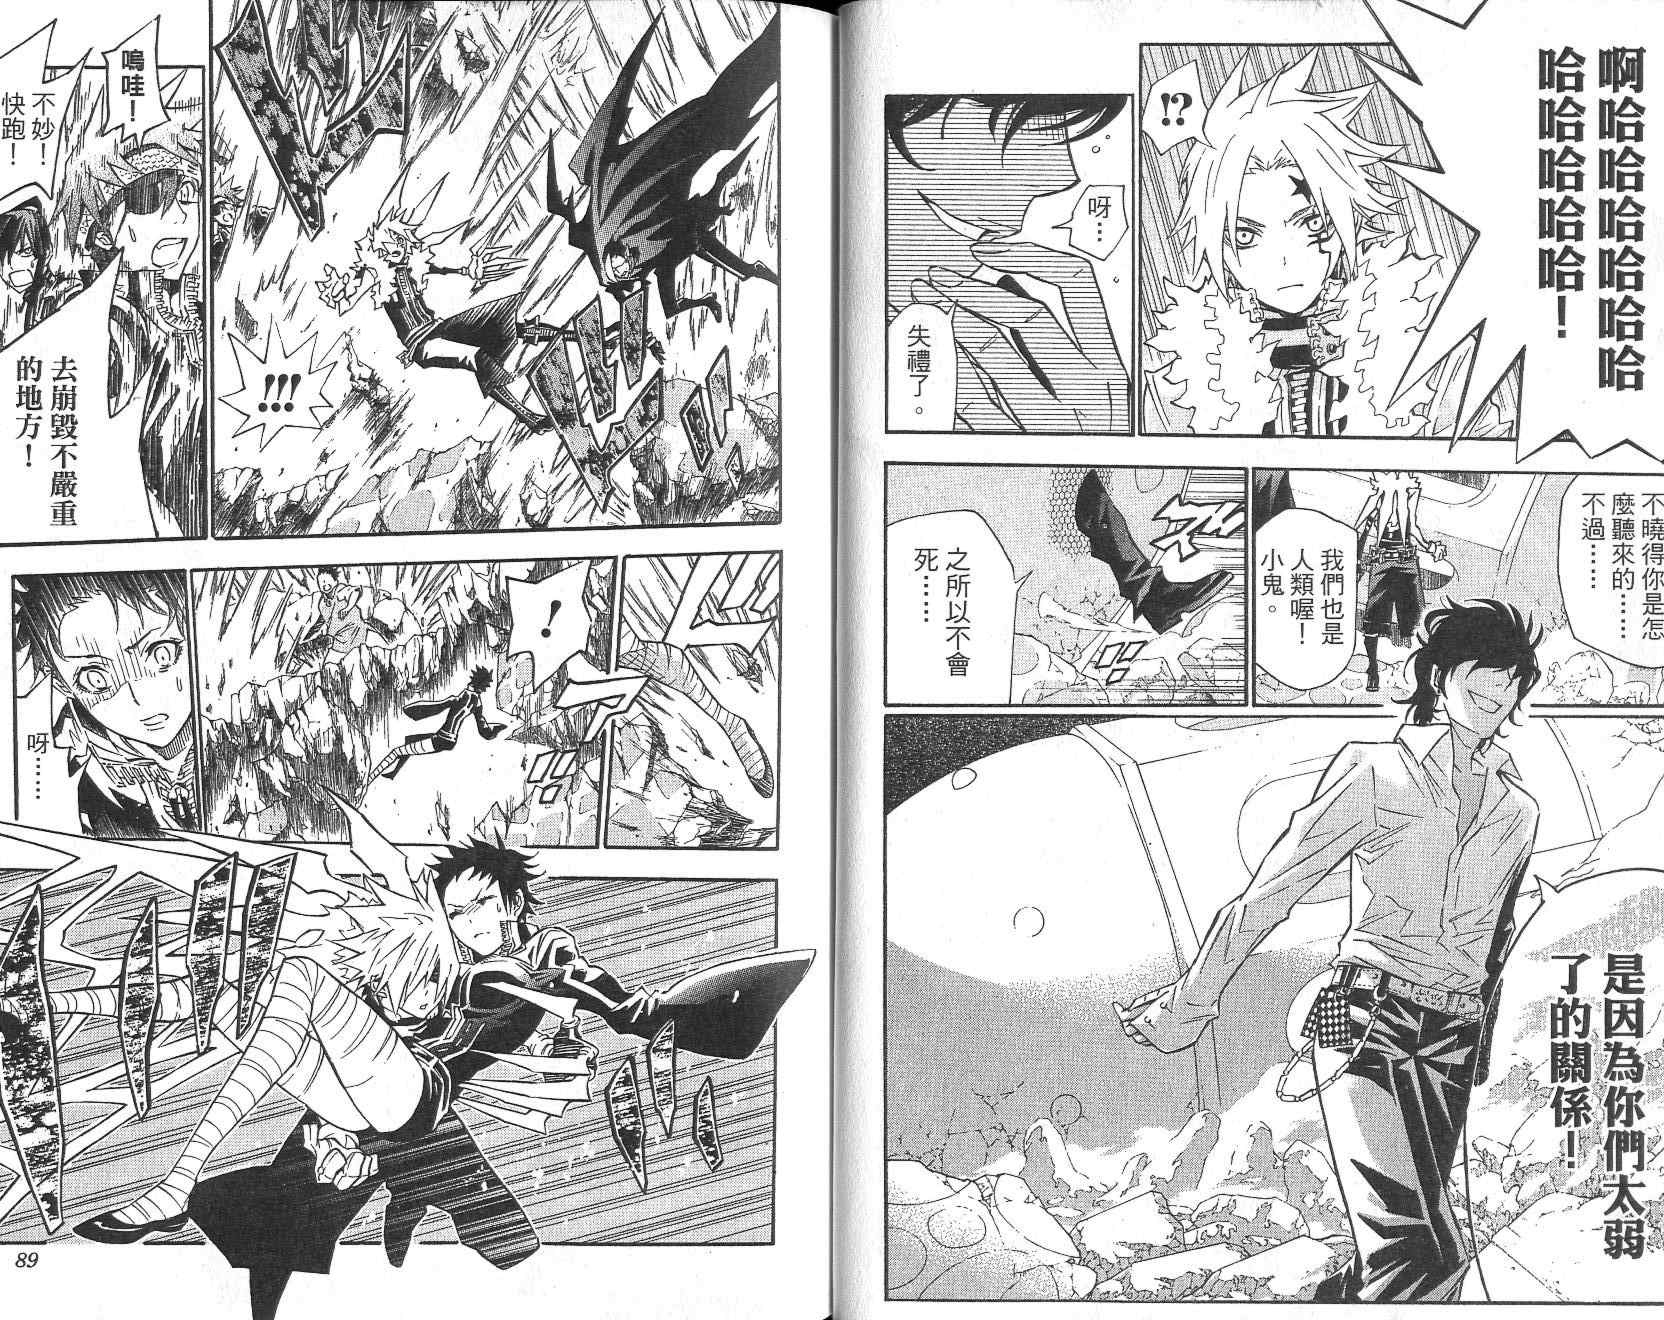 啊哈哈哈哈哈哈
哈哈哈哈哈！
!?
呀…
失禮了。
不曉得你是怎
麼聽來的……
不過……
我們也是
人類喔！
小鬼。
之所以不會
死……
是因為你們太弱
了的關係！
!!!
嗚哇！
不妙！
快跑！
去崩毀不嚴重
的地方！
!
呀……
89